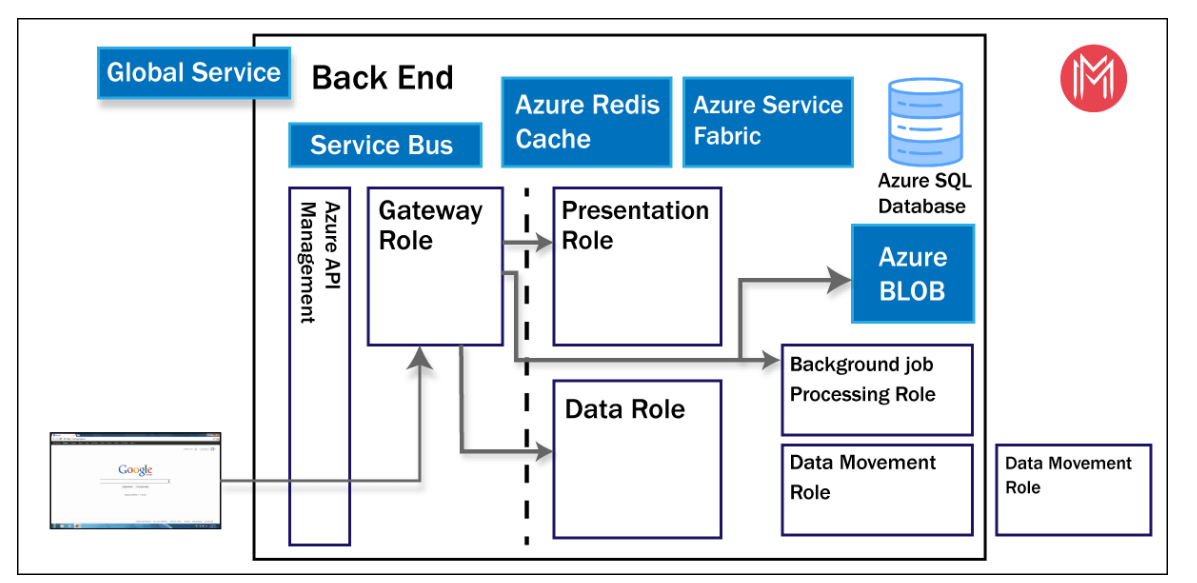 Global Service
Back End
Service Bus
Azure Redis
Cache
Azure Service
Fabric
Azure SQL
Database
Azure API
Management
Gateway
Role
Presentation
Role
Azure
BLOB
Background job
Processing Role
Data Role
Data Movement
Role
Data Movement
Role
Google
M